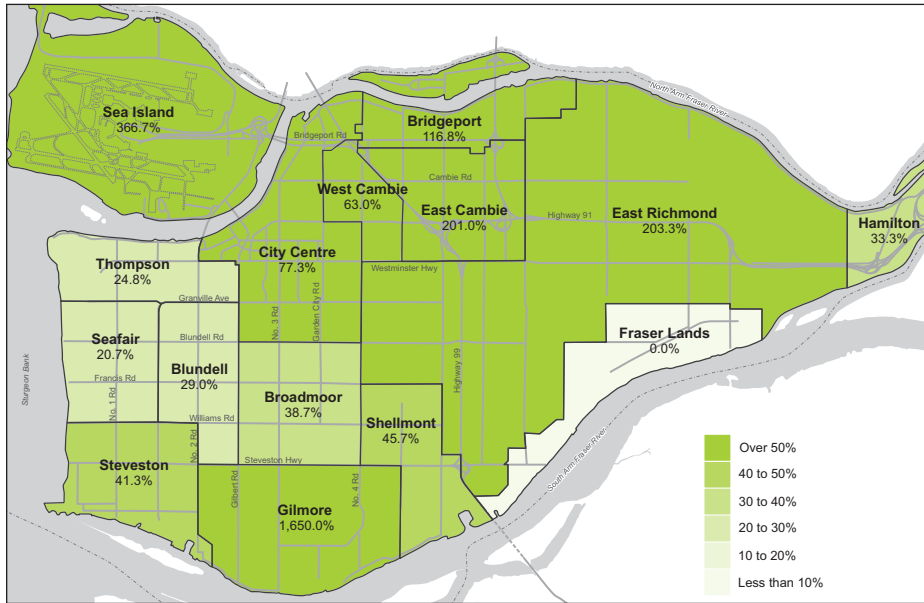 North Arm Fraser River
Sea Island
366.7%
Bridgeport
116.8%
Bridgeport Rd
Cambie Rd
West Cambie
63.0%
East Cambie
201.0%
Highway 91
East Richmond
203.3%
Hamilton
33.3%
City Centre
77.3%
Westminster Hwy
Thompson
24.8%
Granville Ave
No. 3 Rd
Garden City Rd
Seafair
20.7%
Blundell Rd
Blundell
29.0%
Fraser Lands
0.0%
Sturgeon Bank
Francis Rd
No. 1 Rd
Highway 99
Broadmoor
38.7%
Williams Rd
Shellmont
45.7%
No. 2 Rd
Steveston
41.3%
Steveston Hwy
Gilbert Rd
No. 4 Rd
Gilmore
1,650.0%
South Arm Fraser River
Over 50%
40 to 50%
30 to 40%
20 to 30%
10 to 20%
Less than 10%